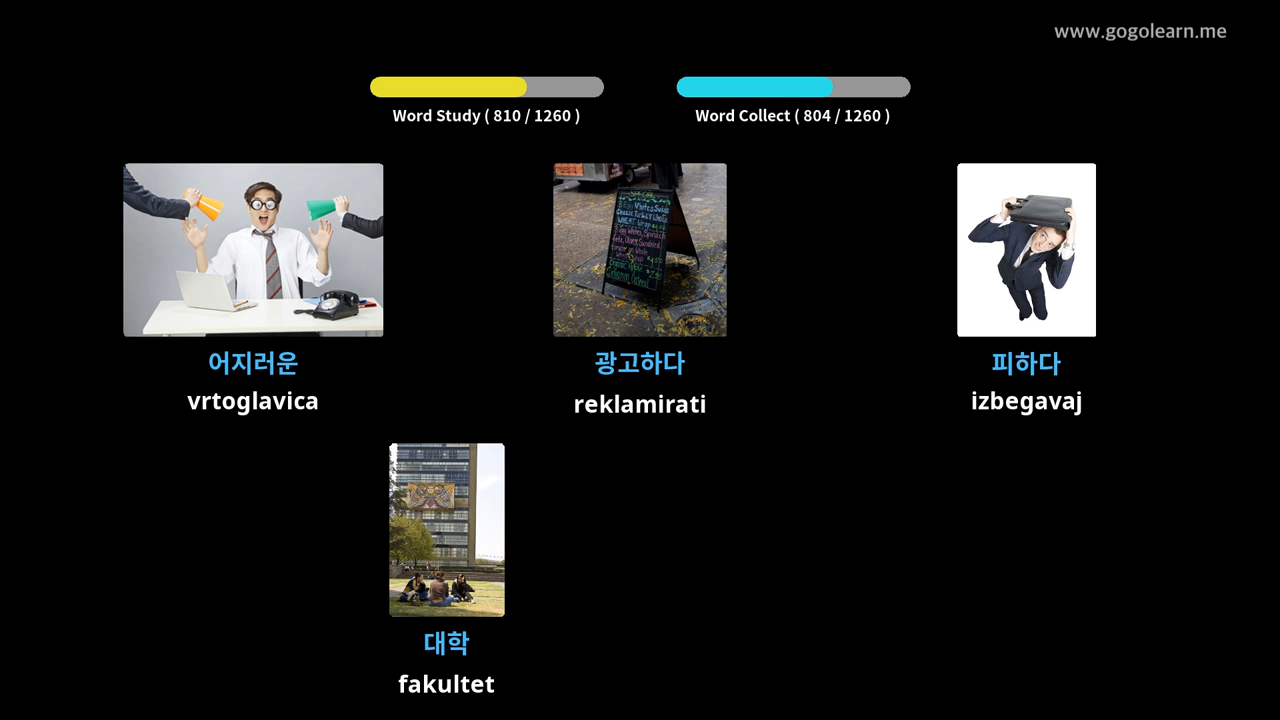 www.gogolearn.me
Word Study ( 810 / 1260 )
Word Collect ( 804 / 1260 )
어지러운
광고하다
피하다
vrtoglavica
reklamirati
izbegavaj
대학
fakultet